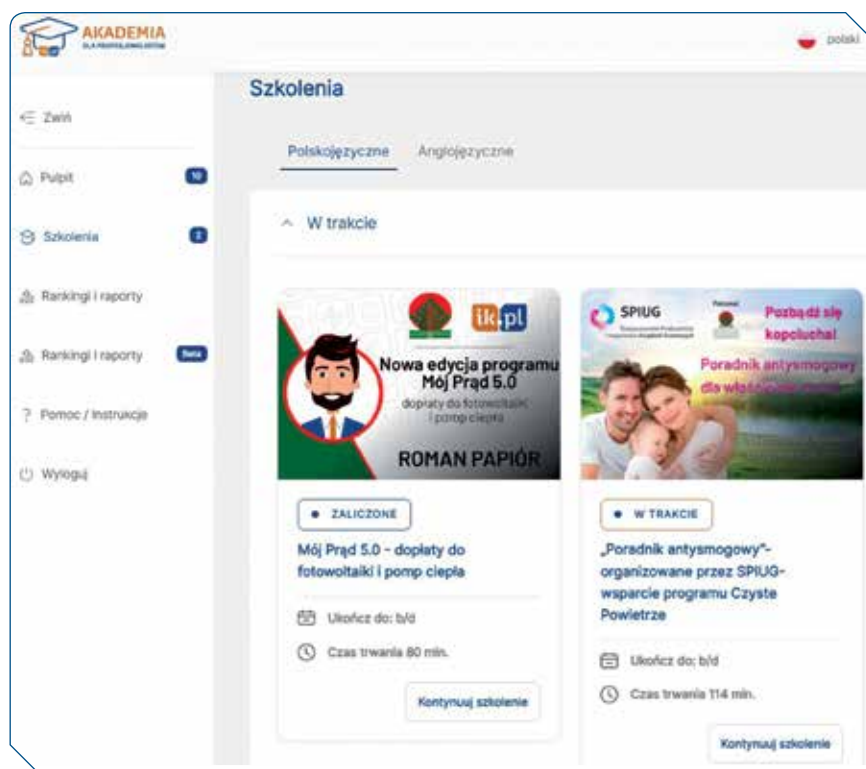 AKADEMIA
DLA PROFESJONALISTÓW
polski
Zwiń
Pulpit 10
Szkolenia 2
Rankingi i raporty
Rankingi i raporty Beta
? Pomoc / Instrukcje
Wyloguj
Szkolenia
Polskojęzyczne Anglojęzyczne
W trakcie
ik.pl
Nowa edycja programu
Mój Prąd 5.0
dopłaty do fotowoltaiki
i pomp ciepła
ROMAN PAPIÓR
ZALICZONE
Mój Prąd 5.0 - dopłaty do
fotowoltaiki i pomp ciepła
Ukończ do: b/d
Czas trwania 80 min.
Kontynuuj szkolenie
SPIUG
Patronat
Pozbądź się
kopciucha!
Poradnik antysmogowy
dla
W TRAKCIE
„Poradnik antysmogowy"-
organizowane przez SPIUG-
wsparcie programu Czyste
Powietrze
Ukończ do: b/d
Czas trwania 114 min.
Kontynuuj szkolenie